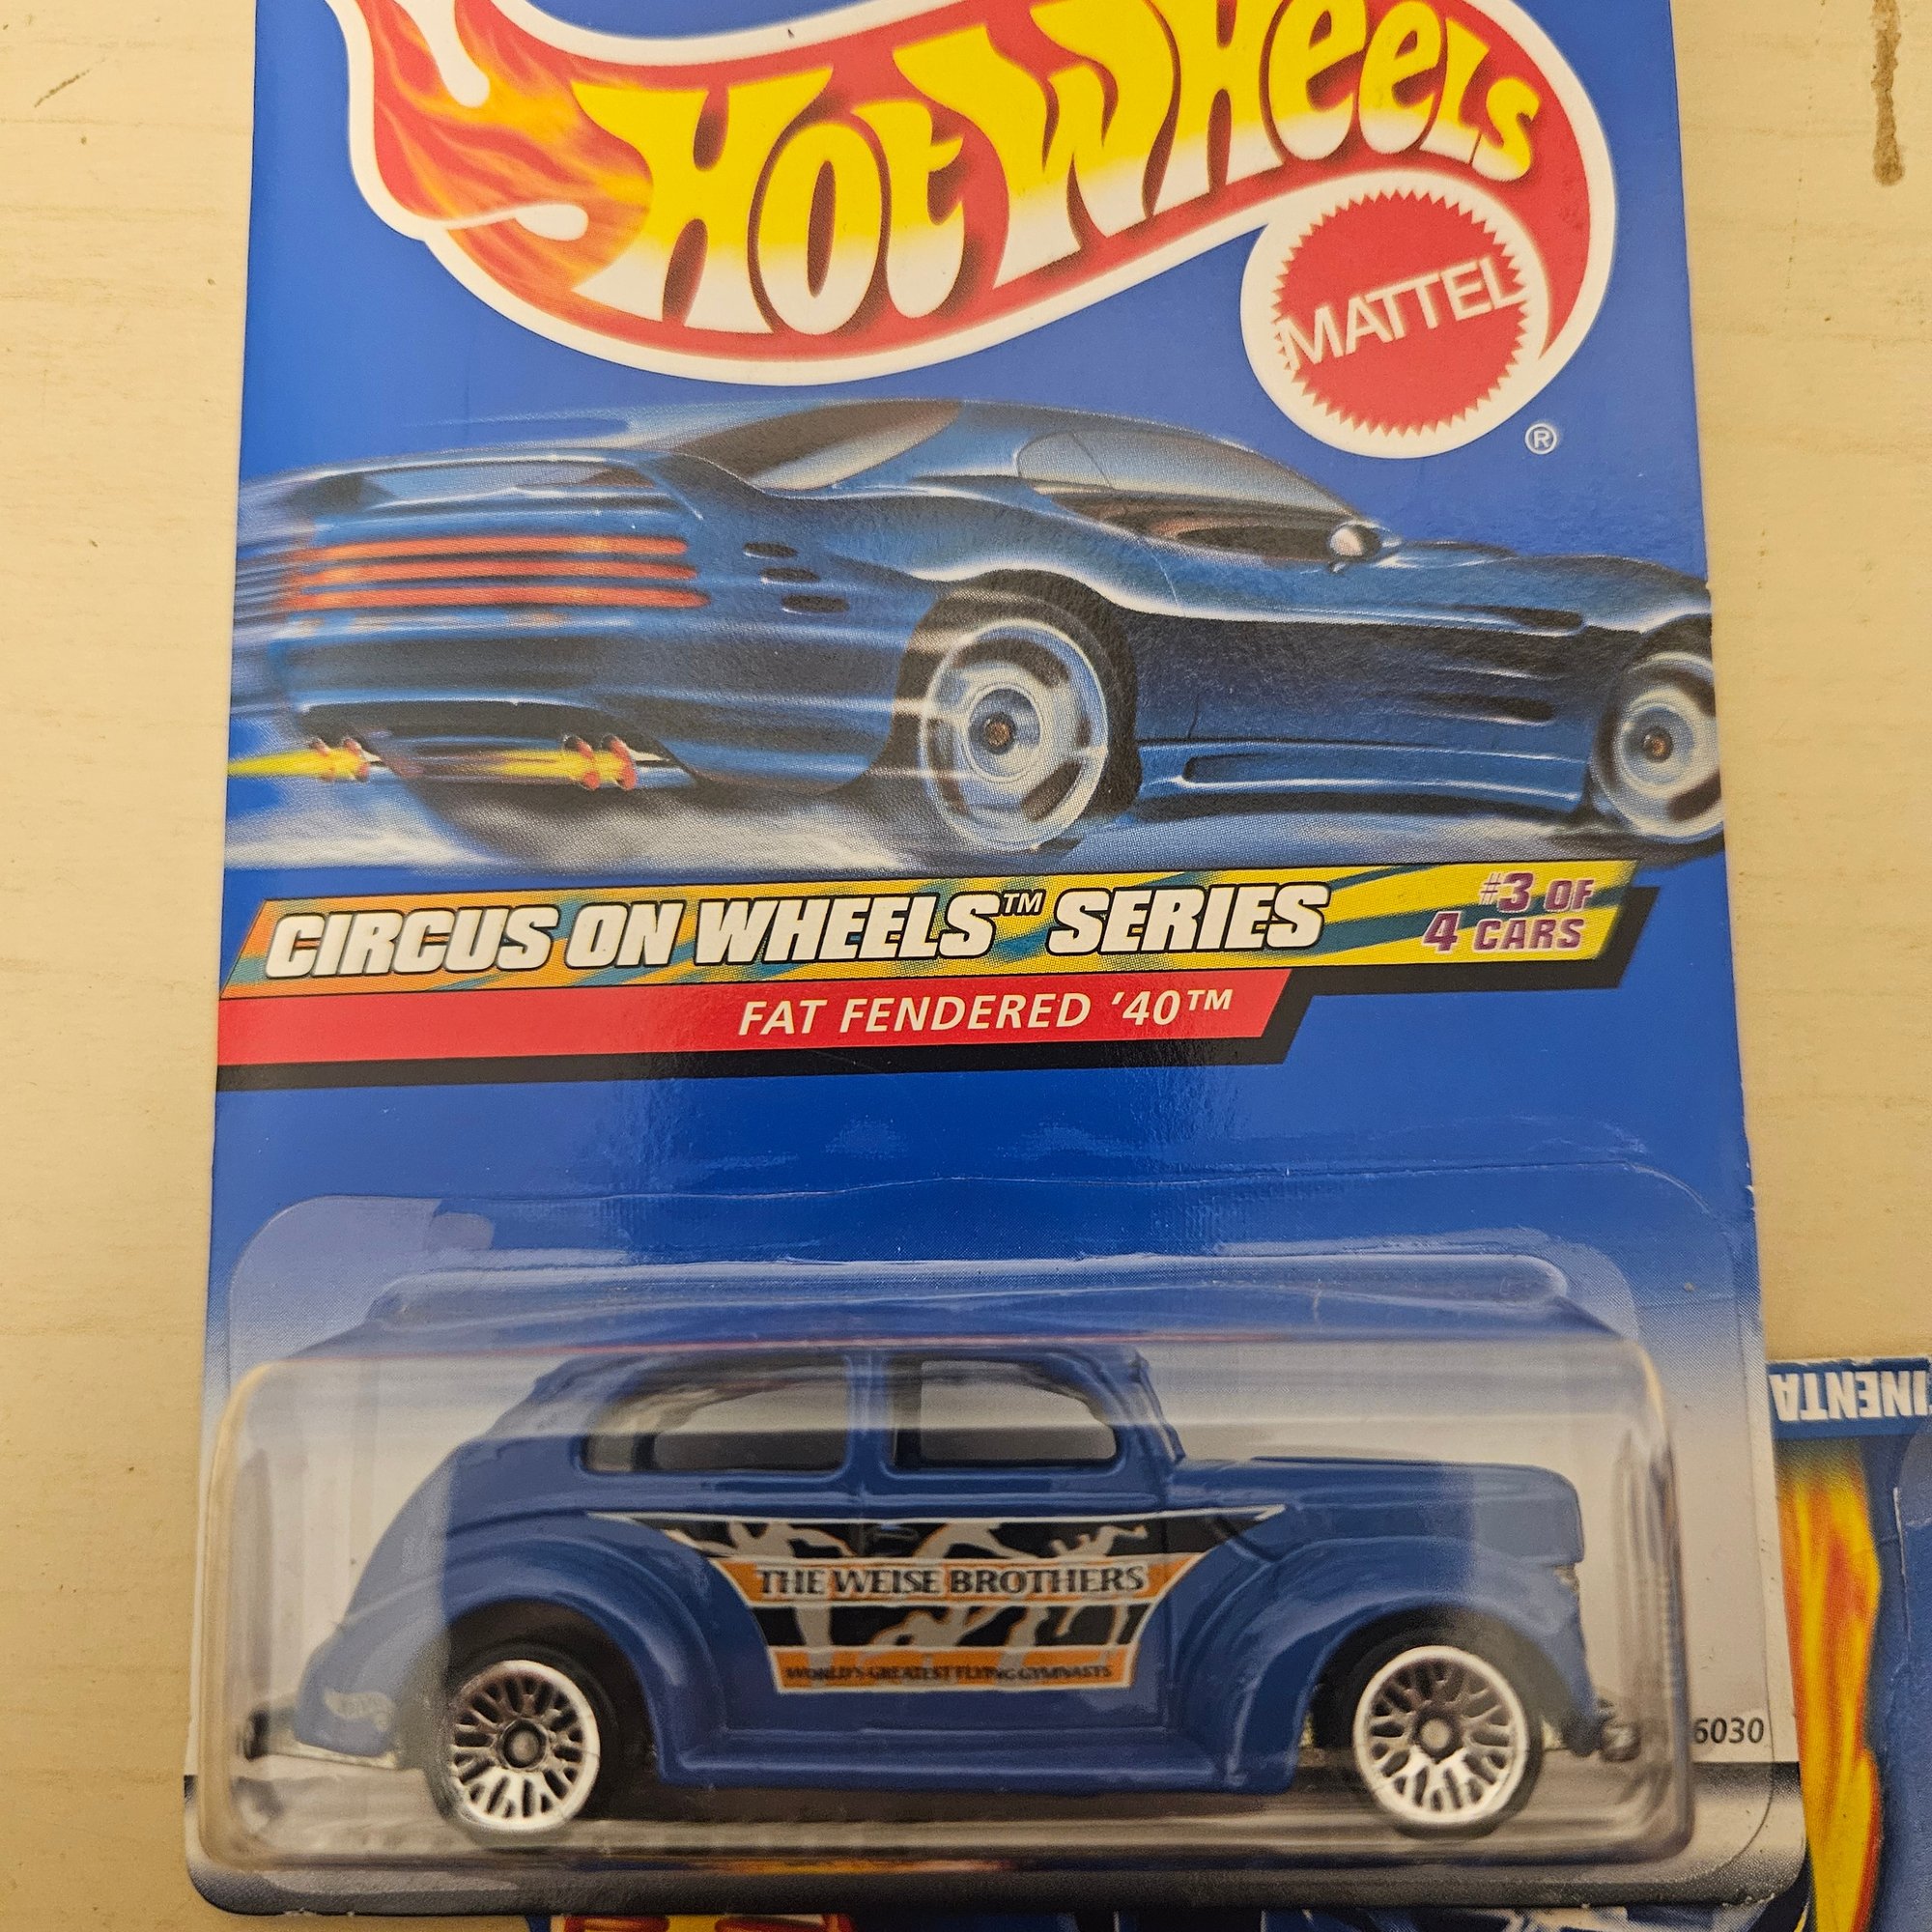 Hot Wheels
MATTEL
®
CIRCUS ON WHEELS™ SERIES
#3 OF
4 CARS
FAT FENDERED '40™
THE WEISE BROTHERS
WORLD'S GREATEST FLYING GYMNASTS
6030